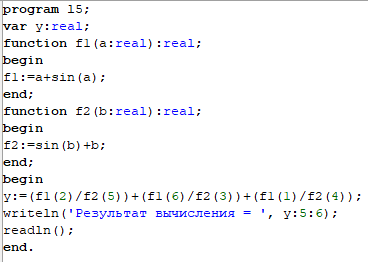 program l5;
var y:real;
function f1(a:real):real;
begin
f1:=a+sin(a);
end;
function f2(b:real):real;
begin
f2:=sin(b)+b;
end;
begin
y:=(f1(2)/f2(5))+(f1(6)/f2(3))+(f1(1)/f2(4));
writeln('Результат вычисления = ', y:5:6);
readln();
end.